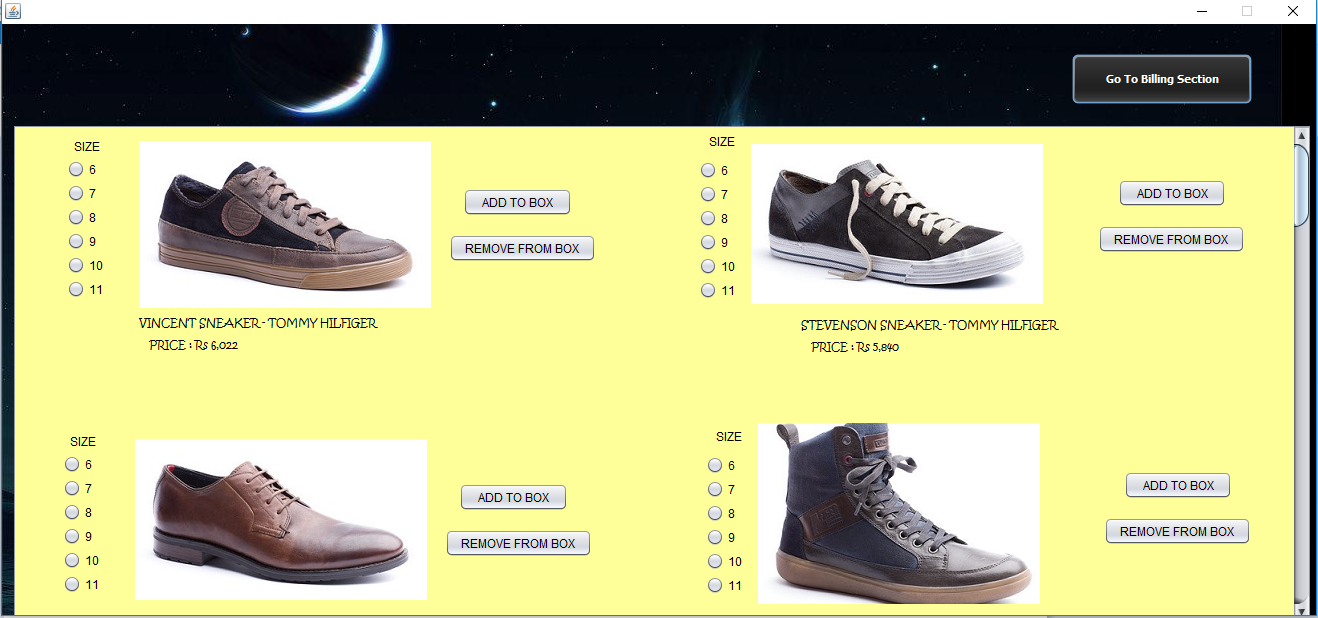 Go To Billing Section
SIZE
6
7
8
9
10
11
ADD TO BOX
REMOVE FROM BOX
VINCENT SNEAKER - TOMMY HILFIGER
PRICE : Rs 6,022
SIZE
6
7
8
9
10
11
ADD TO BOX
REMOVE FROM BOX
STEVENSON SNEAKER - TOMMY HILFIGER
PRICE : Rs 5,840
SIZE
6
7
8
9
10
11
ADD TO BOX
REMOVE FROM BOX
SIZE
6
7
8
9
10
11
ADD TO BOX
REMOVE FROM BOX